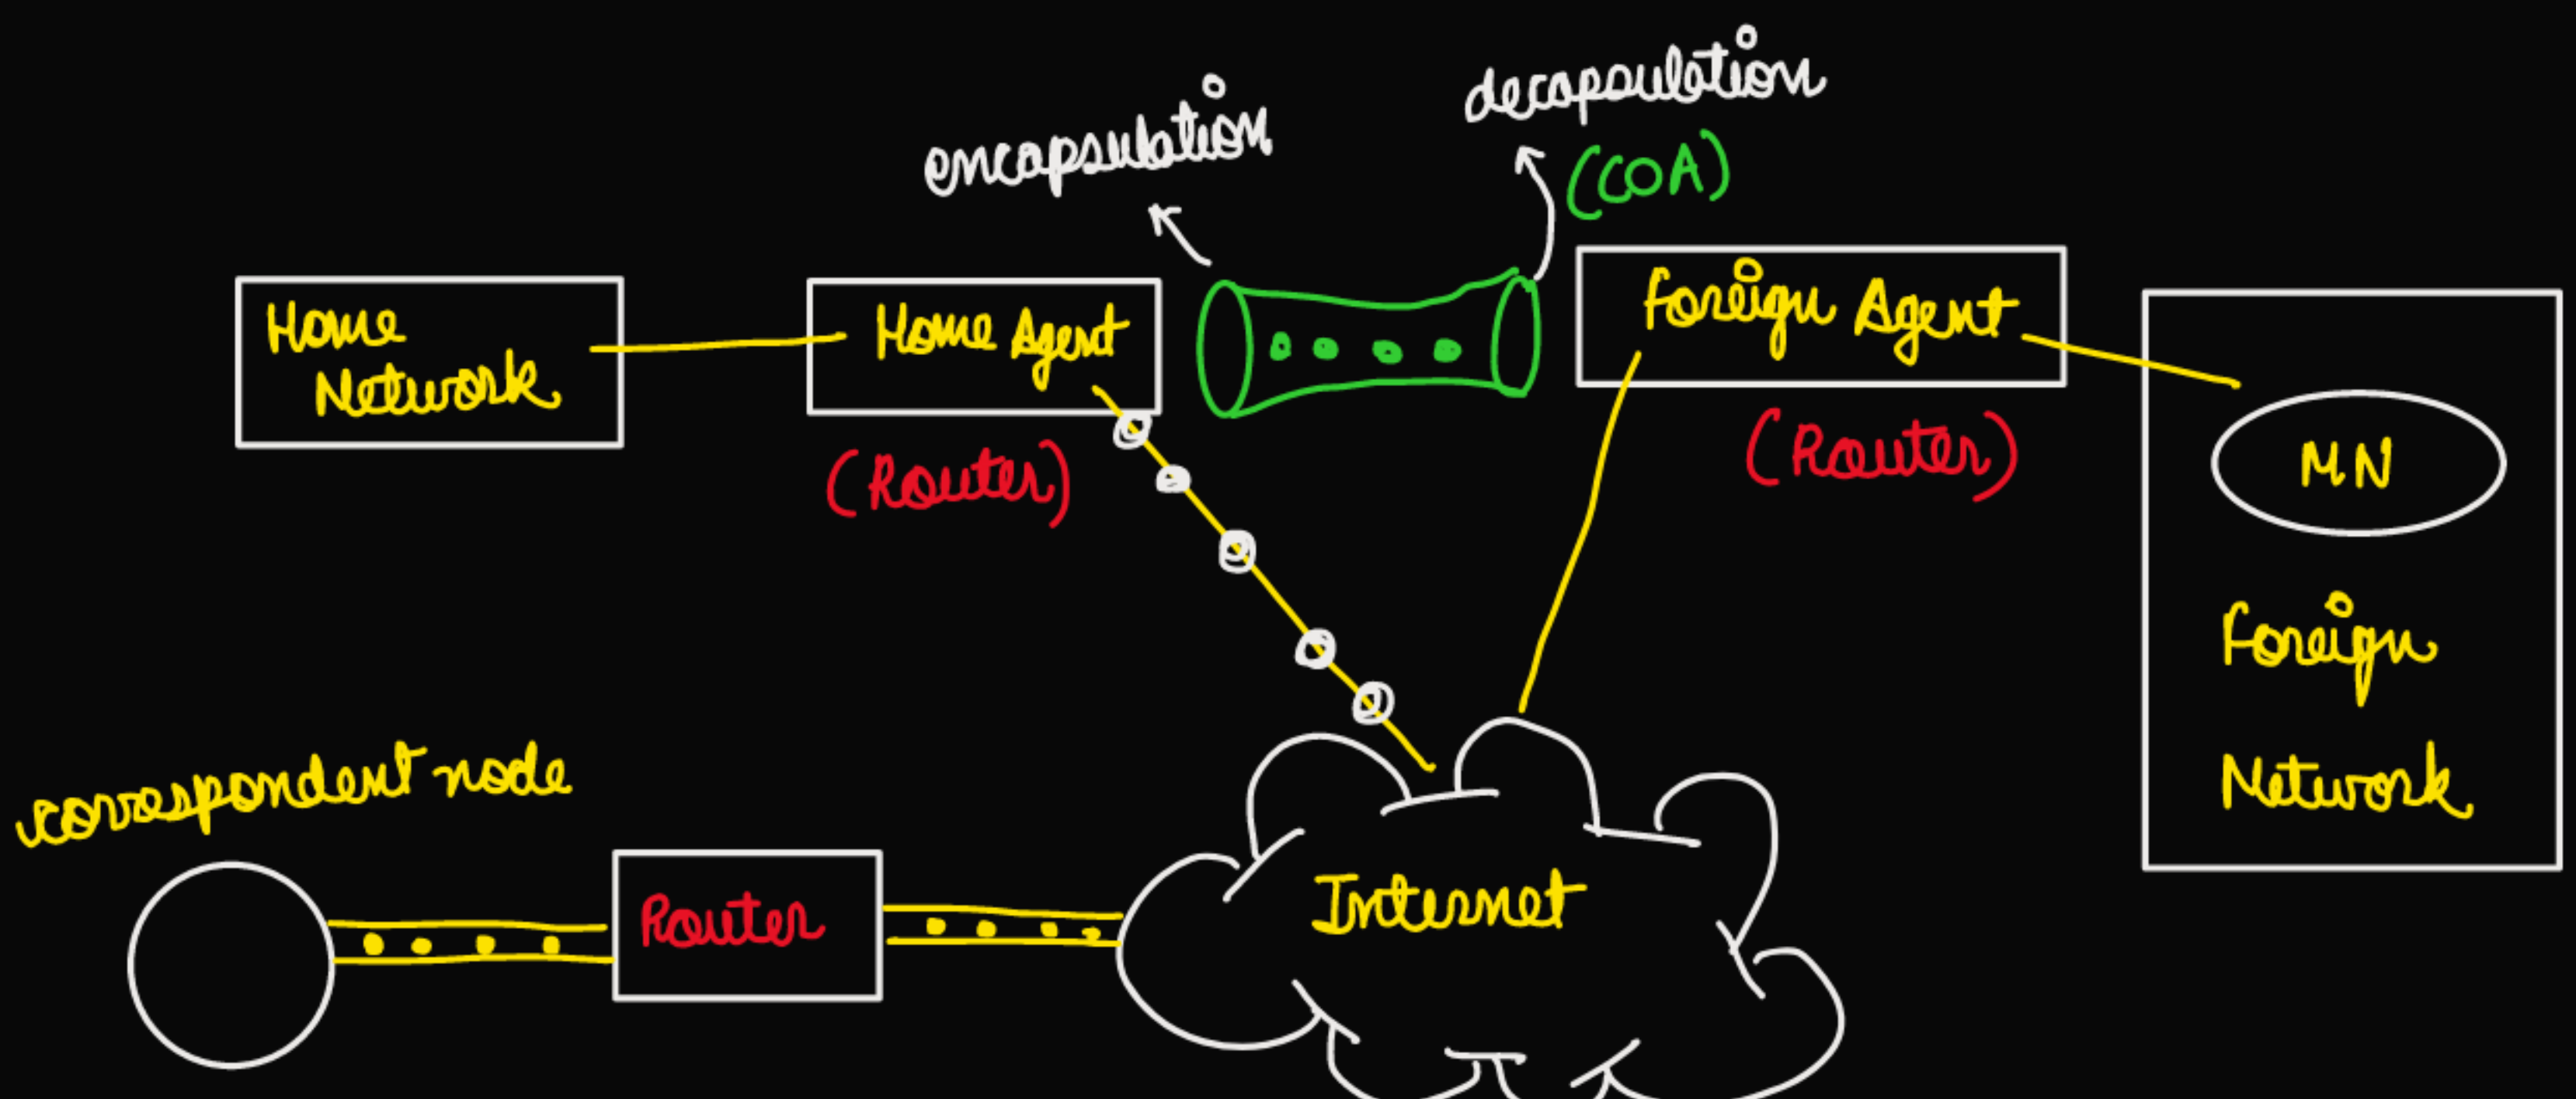 encapsulation
decapsulation
(COA)
Home
Network
Home Agent
(Router)
Foreign Agent
(Router)
MN
Foreign
Network
correspondent node
Router
Internet